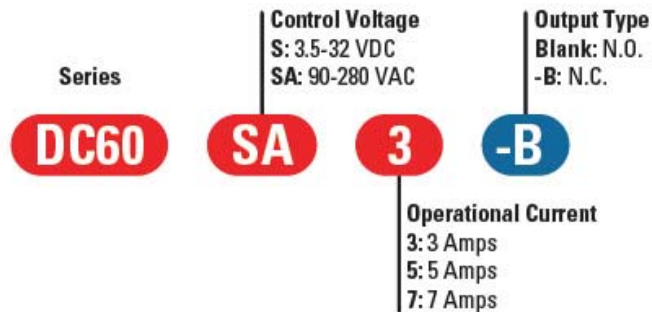 Control Voltage
S: 3.5-32 VDC
SA: 90-280 VAC
Output Type
Blank: N.O.
-B: N.C.
Series
DC60 SA 3 -B
Operational Current
3: 3 Amps
5: 5 Amps
7: 7 Amps